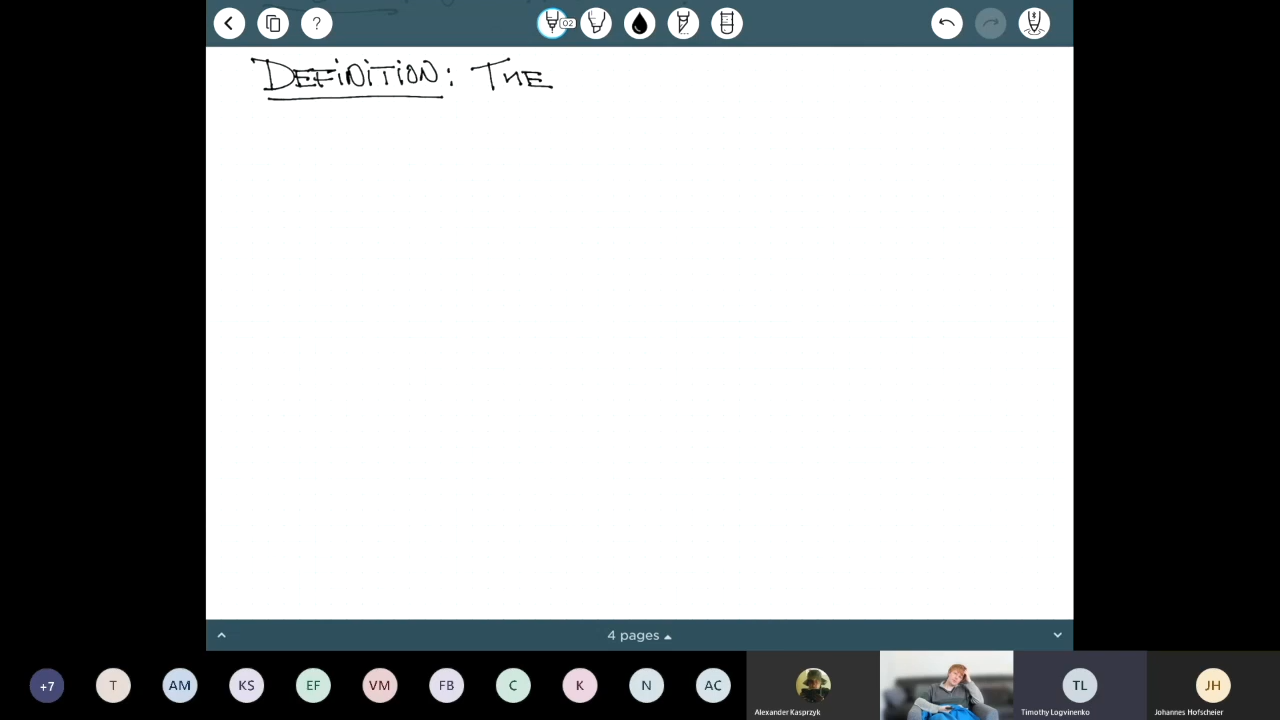 ?
02
DEFINITION: THE
4 pages
+7
T
AM
KS
EF
VM
FB
C
K
N
AC
Alexander Kasprzyk
TL
Timothy Logvinenko
JH
Johannes Hofscheier